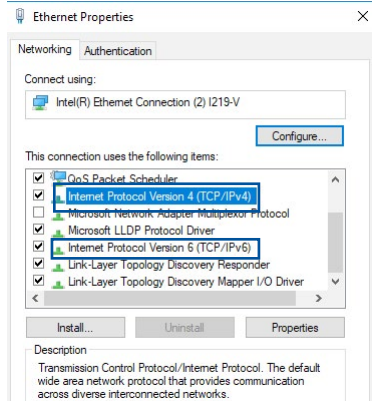 Ethernet Properties
Networking
Authentication
Connect using:
Intel(R) Ethernet Connection (2) I219-V
Configure...
This connection uses the following items:
QoS Packet Scheduler
Internet Protocol Version 4 (TCP/IPv4)
Microsoft Network Adapter Multiplexor Protocol
Microsoft LLDP Protocol Driver
Internet Protocol Version 6 (TCP/IPv6)
Link-Layer Topology Discovery Responder
Link-Layer Topology Discovery Mapper I/O Driver
Install...
Uninstall
Properties
Description
Transmission Control Protocol/Internet Protocol. The default
wide area network protocol that provides communication
across diverse interconnected networks.